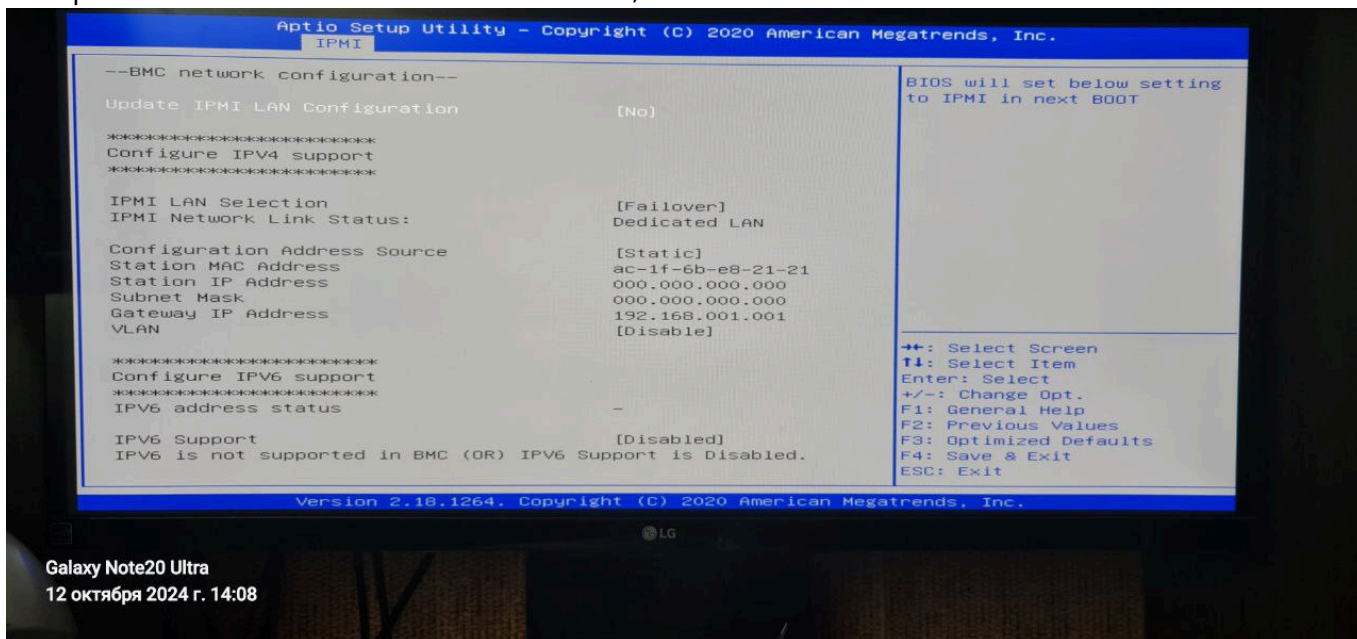 Aptio Setup Utility – Copyright (C) 2020 American Megatrends, Inc.
IPMI
--BMC network configuration--
BIOS will set below setting
to IPMI in next BOOT
Update IPMI LAN Configuration [No]
***************************
Configure IPV4 support
***************************
IPMI LAN Selection [Failover]
IPMI Network Link Status: Dedicated LAN
Configuration Address Source [Static]
Station MAC Address ac-1f-6b-e8-21-21
Station IP Address 000.000.000.000
Subnet Mask 000.000.000.000
Gateway IP Address 192.168.001.001
VLAN [Disable]
***************************
Configure IPV6 support
***************************
IPV6 address status –
IPV6 Support [Disabled]
IPV6 is not supported in BMC (OR) IPV6 Support is Disabled.
→←: Select Screen
↑↓: Select Item
Enter: Select
+/-: Change Opt.
F1: General Help
F2: Previous Values
F3: Optimized Defaults
F4: Save & Exit
ESC: Exit
Version 2.18.1264. Copyright (C) 2020 American Megatrends, Inc.
LG
Galaxy Note20 Ultra
12 октября 2024 г. 14:08